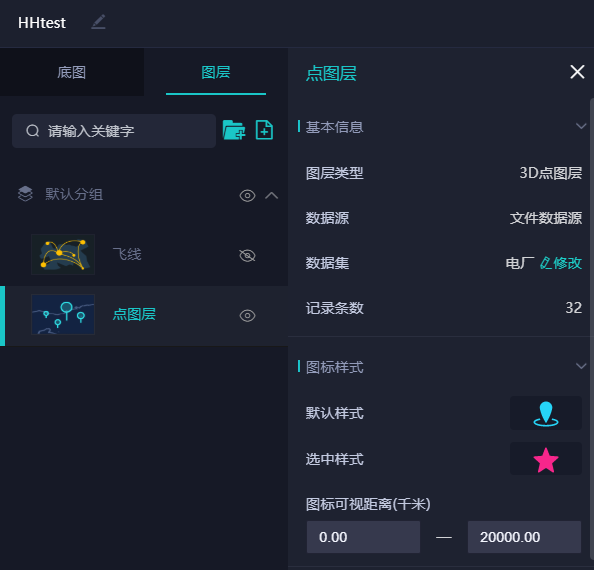 HHtest
底图
图层
请输入关键字
默认分组
飞线
点图层
点图层
基本信息
图层类型 3D点图层
数据源 文件数据源
数据集 电厂 修改
记录条数 32
图标样式
默认样式
选中样式
图标可视距离(千米)
0.00 — 20000.00